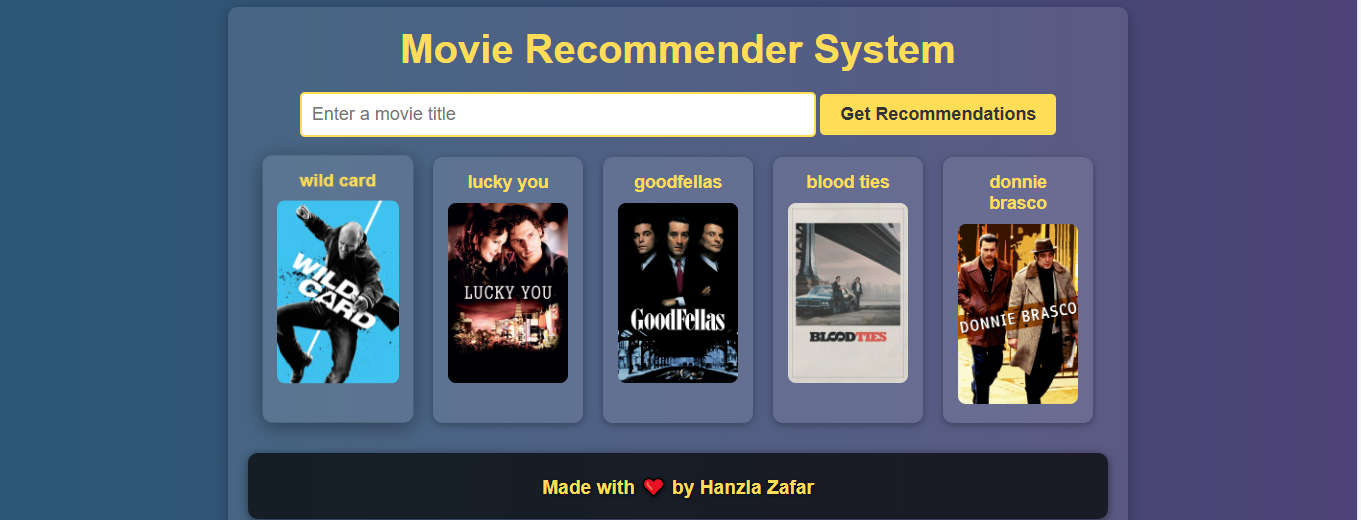 Movie Recommender System
Enter a movie title
Get Recommendations
wild card
lucky you
goodfellas
blood ties
donnie
brasco
WILD
CARD
LUCKY YOU
GOODFELLAS
BLOOD TIES
DONNIE BRASCO
Made with ❤️ by Hanzla Zafar